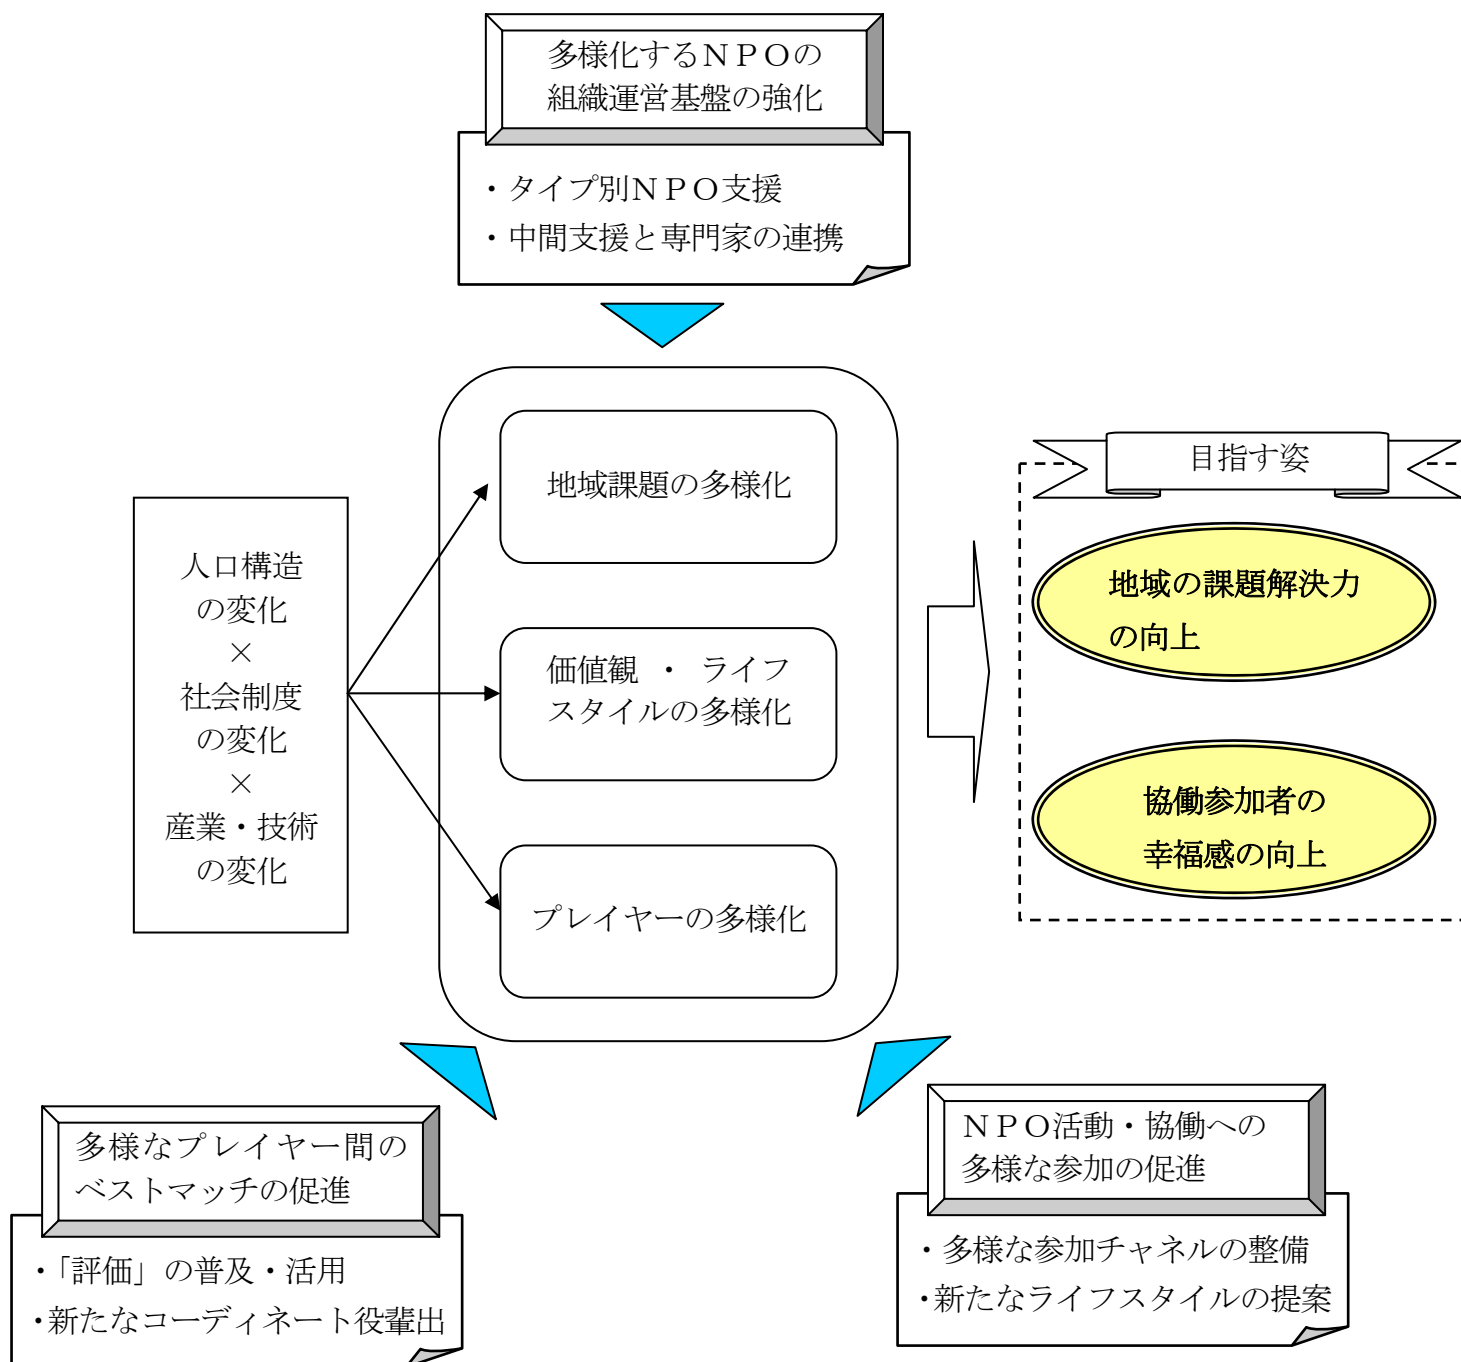 多様化するＮＰＯの
組織運営基盤の強化
・タイプ別ＮＰＯ支援
・中間支援と専門家の連携
人口構造
の変化
×
社会制度
の変化
×
産業・技術
の変化
地域課題の多様化
価値観 ・ ライフ
スタイルの多様化
プレイヤーの多様化
目指す姿
地域の課題解決力
の向上
協働参加者の
幸福感の向上
多様なプレイヤー間の
ベストマッチの促進
・「評価」の普及・活用
・新たなコーディネート役輩出
ＮＰＯ活動・協働への
多様な参加の促進
・多様な参加チャネルの整備
・新たなライフスタイルの提案